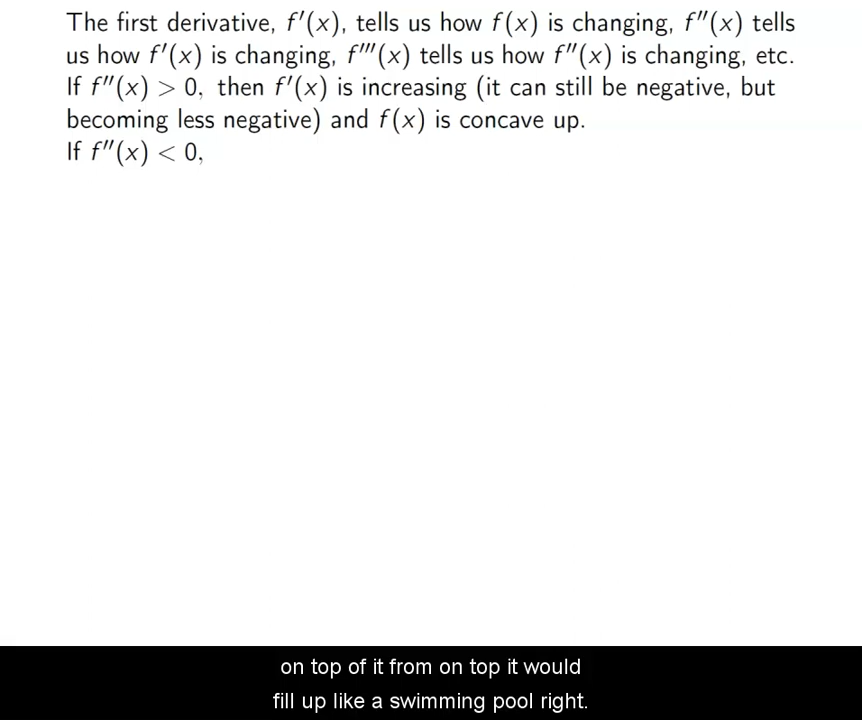 The first derivative, f′(x), tells us how f(x) is changing, f″(x) tells
us how f′(x) is changing, f‴(x) tells us how f″(x) is changing, etc.
If f″(x) > 0, then f′(x) is increasing (it can still be negative, but
becoming less negative) and f(x) is concave up.
If f″(x) < 0,
on top of it from on top it would
fill up like a swimming pool right.